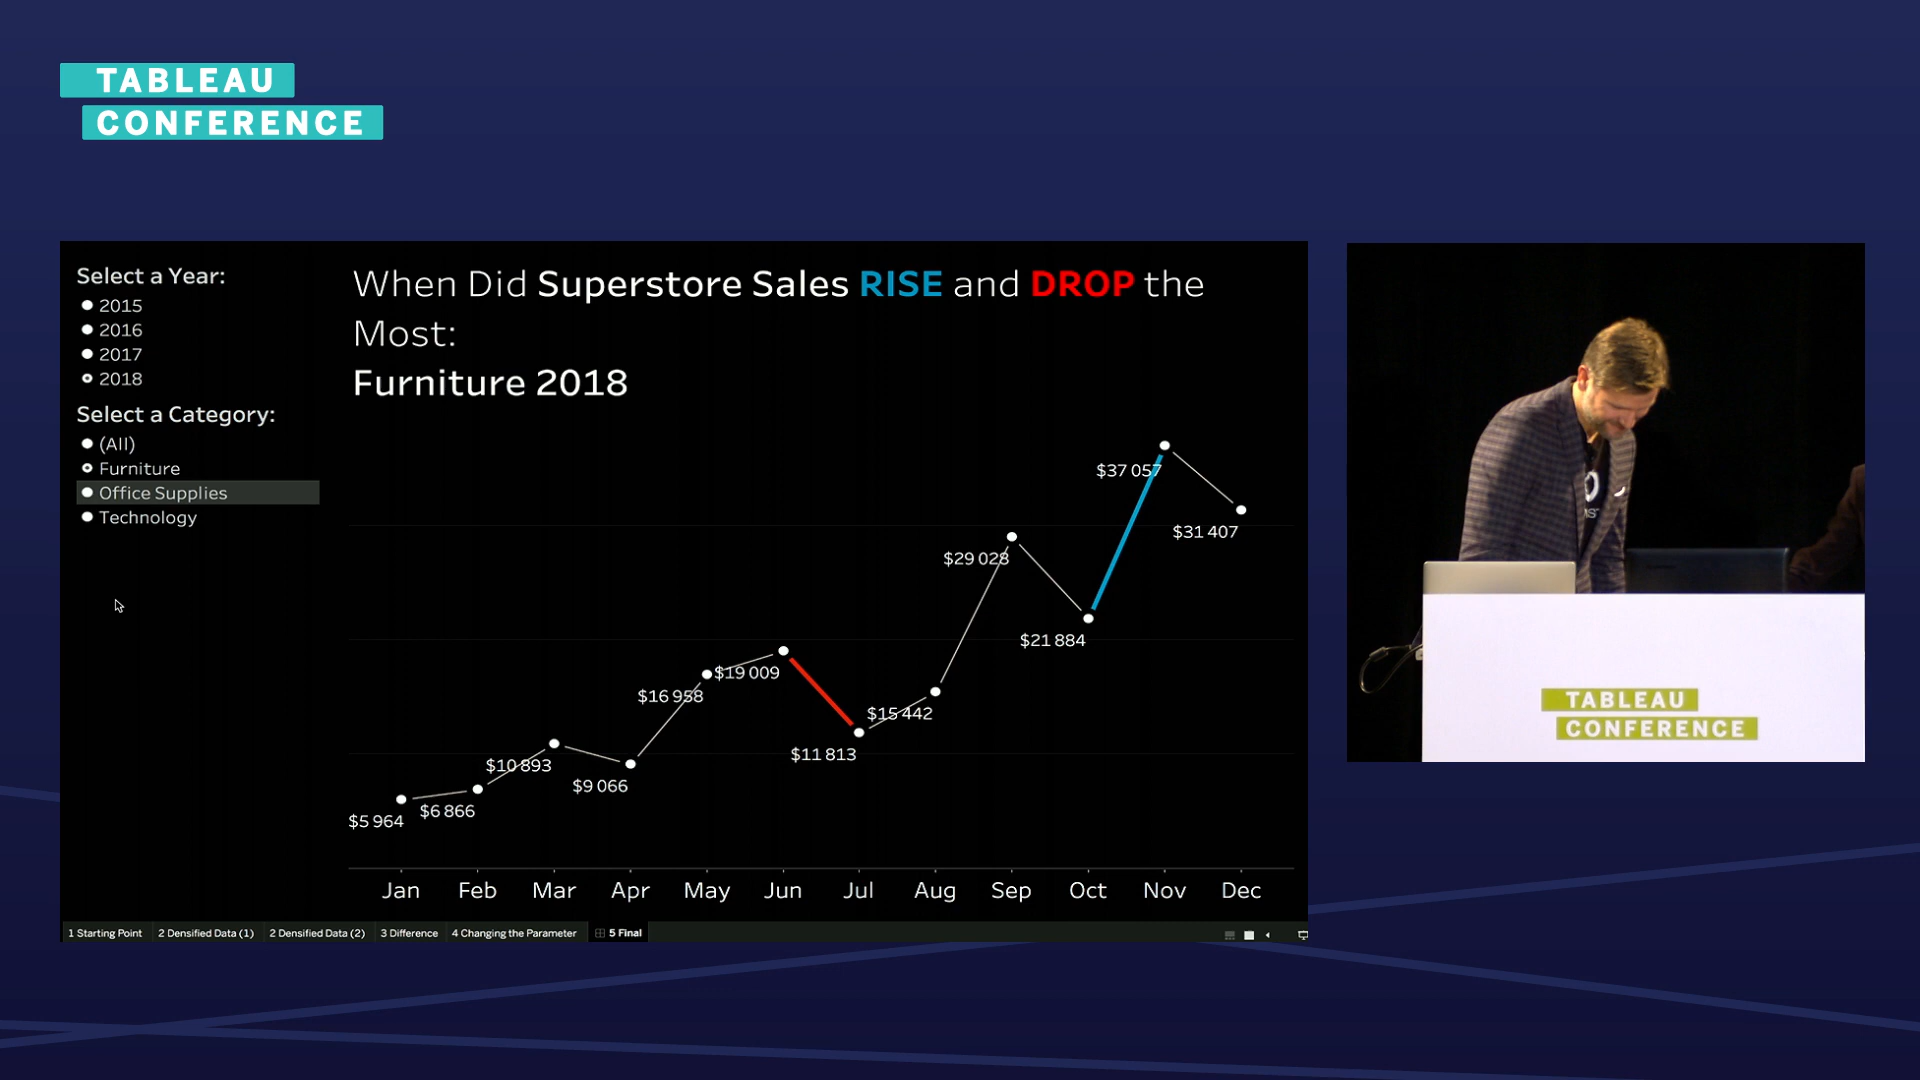 TABLEAU
CONFERENCE
Select a Year:
2015
2016
2017
2018
Select a Category:
(All)
Furniture
Office Supplies
Technology
When Did Superstore Sales RISE and DROP the
Most:
Furniture 2018
$37 057
$31 407
$29 028
$21 884
$19 009
$16 958
$15 442
$11 813
$10 893
$9 066
$6 866
$5 964
Jan Feb Mar Apr May Jun Jul Aug Sep Oct Nov Dec
1 Starting Point 2 Densified Data (1) 2 Densified Data (2) 3 Difference 4 Changing the Parameter 5 Final
TABLEAU
CONFERENCE